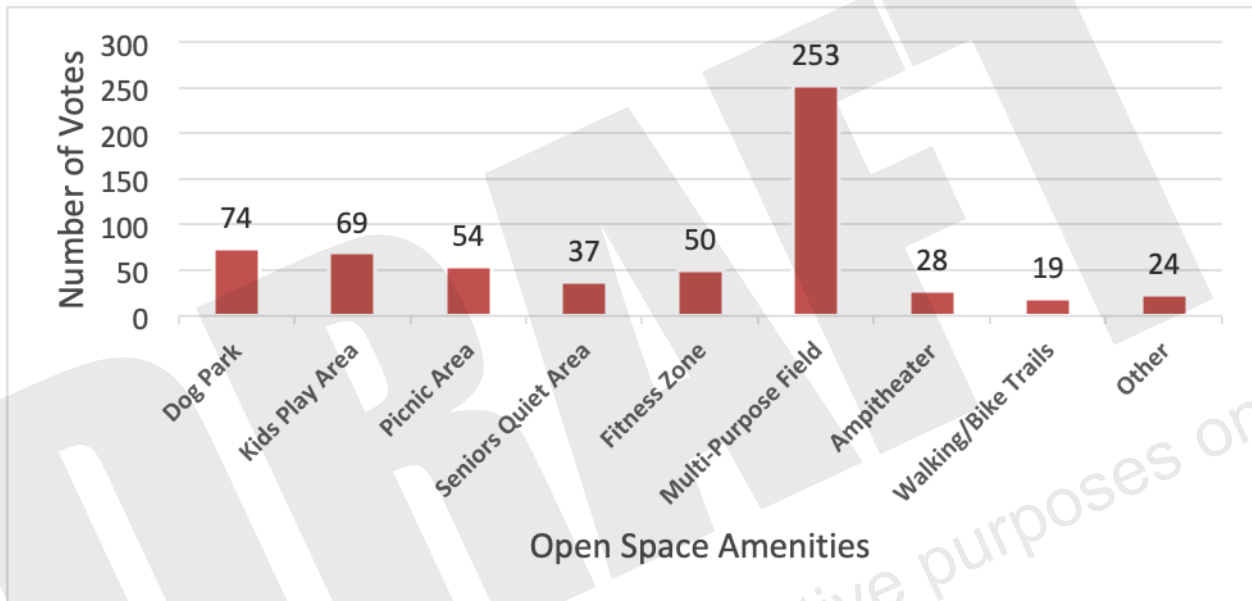 Number of Votes
300
250
200
150
100
50
0
74
69
54
37
50
253
28
19
24
Dog Park
Kids Play Area
Picnic Area
Seniors Quiet Area
Fitness Zone
Multi-Purpose Field
Ampitheater
Walking/Bike Trails
Other
Open Space Amenities
DRAFT
purposes